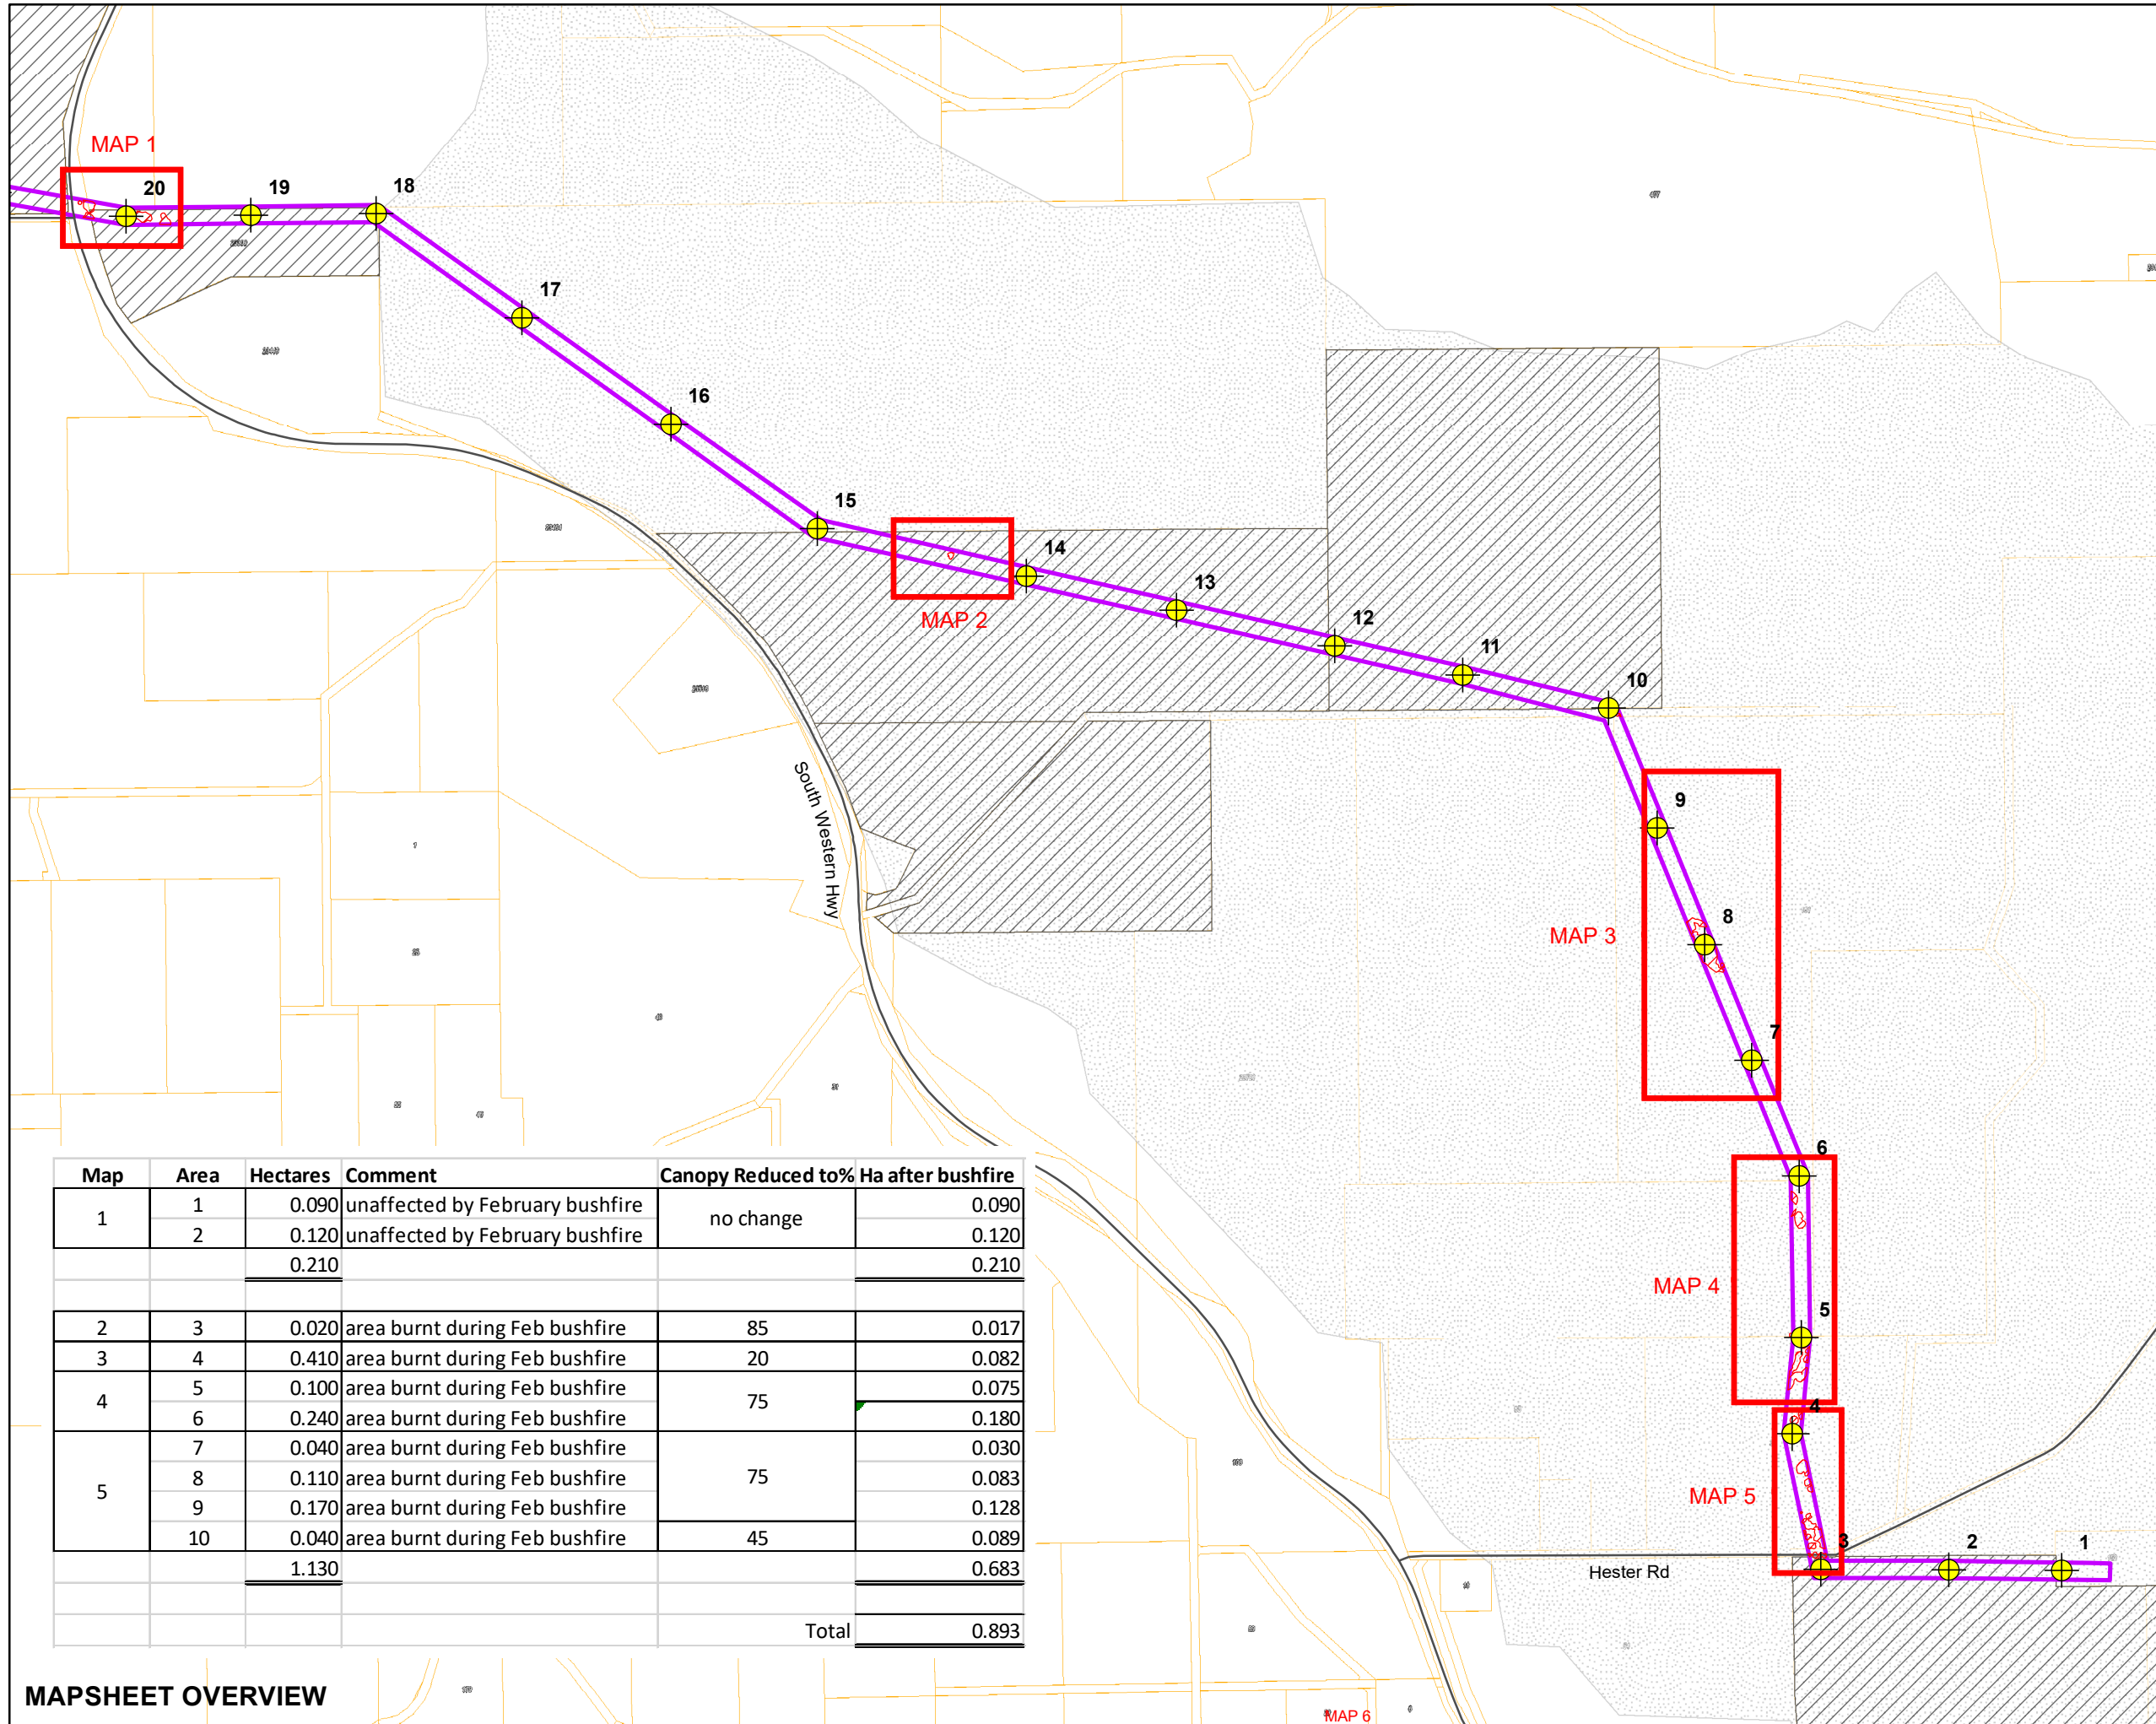 MAP 1
20
19
18
17
16
15
14
13
12
11
10
MAP 2
9
8
MAP 3
7
6
MAP 4
5
4
MAP 5
3
2
1
South Western Hwy
Hester Rd
Map Area Hectares Comment Canopy Reduced to% Ha after bushfire
1 1 0.090 unaffected by February bushfire no change 0.090
2 0.120 unaffected by February bushfire 0.120
0.210 0.210
2 3 0.020 area burnt during Feb bushfire 85 0.017
3 4 0.410 area burnt during Feb bushfire 20 0.082
4 5 0.100 area burnt during Feb bushfire 75 0.075
6 0.240 area burnt during Feb bushfire 0.180
5 7 0.040 area burnt during Feb bushfire 75 0.030
8 0.110 area burnt during Feb bushfire 0.083
9 0.170 area burnt during Feb bushfire 0.128
10 0.040 area burnt during Feb bushfire 45 0.089
1.130 0.683
Total 0.893
MAPSHEET OVERVIEW
MAP 6